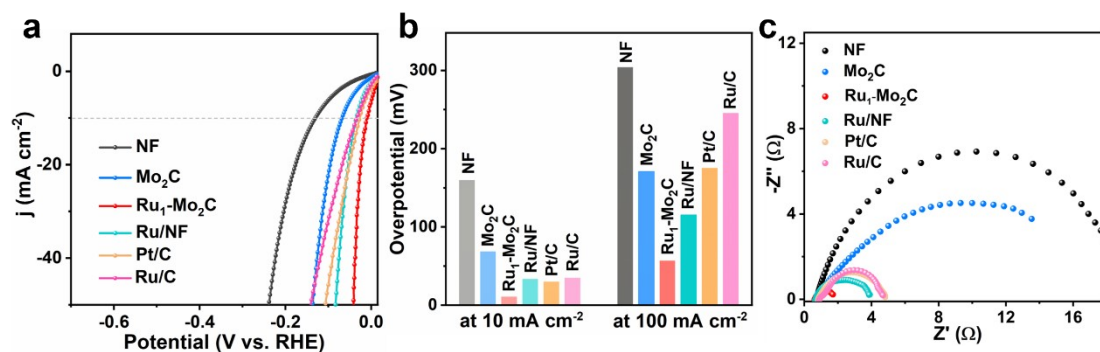 a
j (mA cm⁻²)
0
-20
-40
NF
Mo₂C
Ru₁-Mo₂C
Ru/NF
Pt/C
Ru/C
-0.6
-0.4
-0.2
0.0
Potential (V vs. RHE)
b
Overpotential (mV)
300
250
200
150
100
50
0
NF
Mo₂C
Ru₁-Mo₂C
Ru/NF
Pt/C
Ru/C
NF
Mo₂C
Ru₁-Mo₂C
Ru/NF
Pt/C
Ru/C
at 10 mA cm⁻²
at 100 mA cm⁻²
c
-Z'' (Ω)
12
8
4
0
NF
Mo₂C
Ru₁-Mo₂C
Ru/NF
Pt/C
Ru/C
0
4
8
12
16
Z' (Ω)